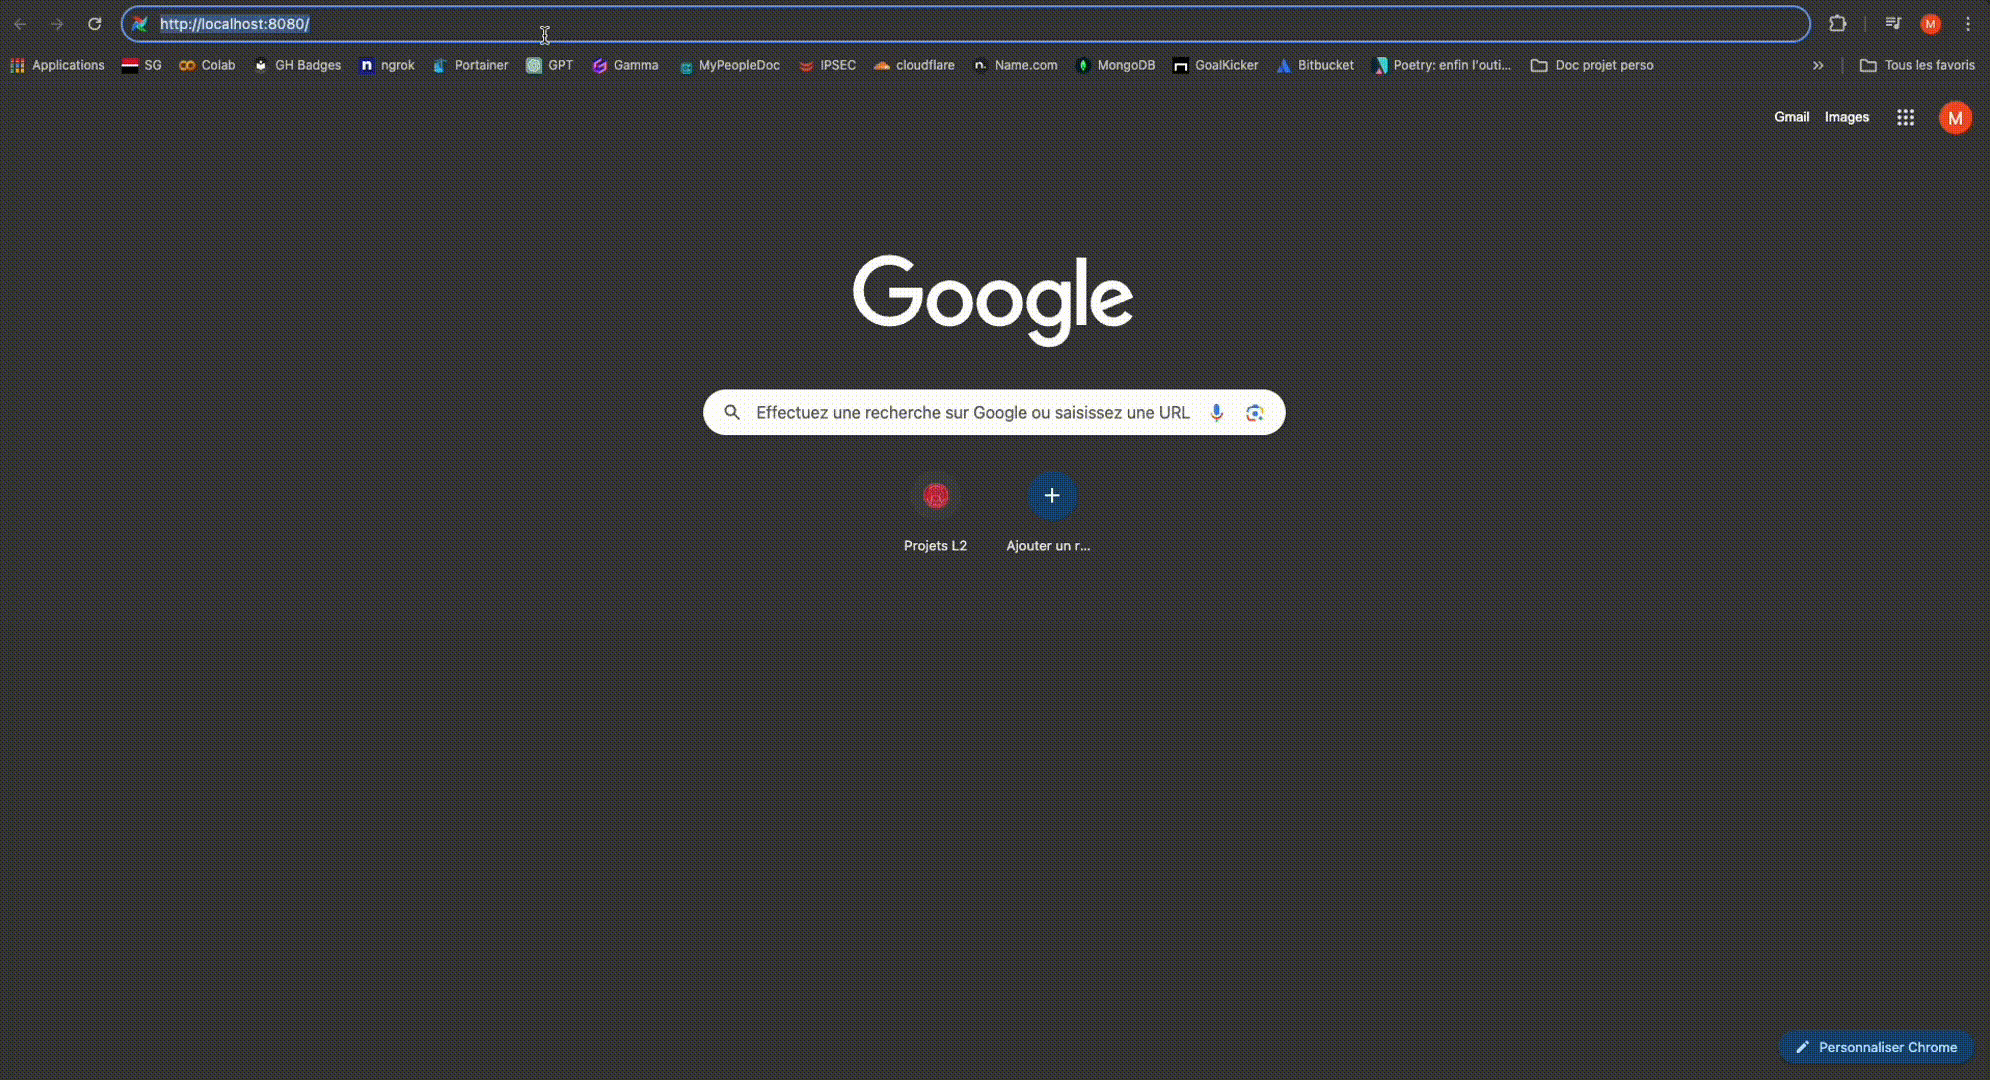 http://localhost:8080/
M
Applications SG Colab GH Badges ngrok Portainer GPT Gamma MyPeopleDoc IPSEC cloudflare Name.com MongoDB GoalKicker Bitbucket Poetry: enfin l'outi... Doc projet perso » Tous les favoris
Gmail Images M
Google
Effectuez une recherche sur Google ou saisissez une URL
Projets L2 Ajouter un r...
Personnaliser Chrome